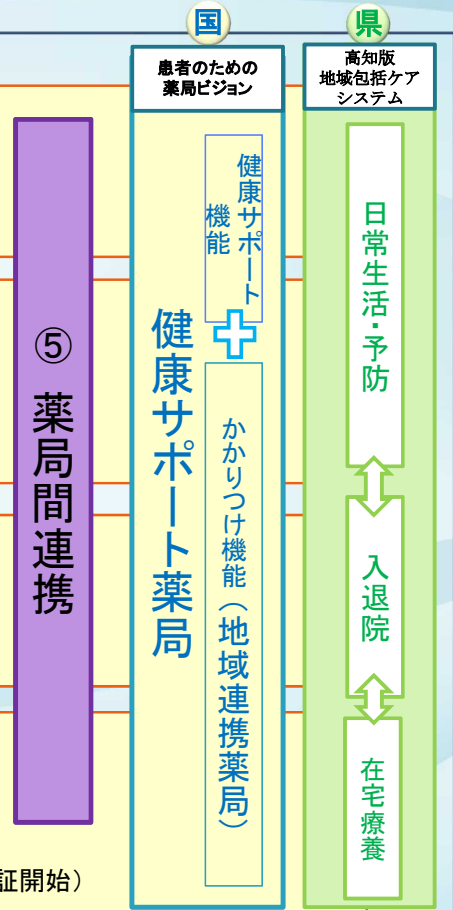 国
県
患者のための
薬局ビジョン
高知版
地域包括ケア
システム
⑤ 薬局間連携
健康サポート薬局
健康サポート
機能
かかりつけ機能(地域連携薬局)
日常生活・予防
入退院
在宅療養
証開始)